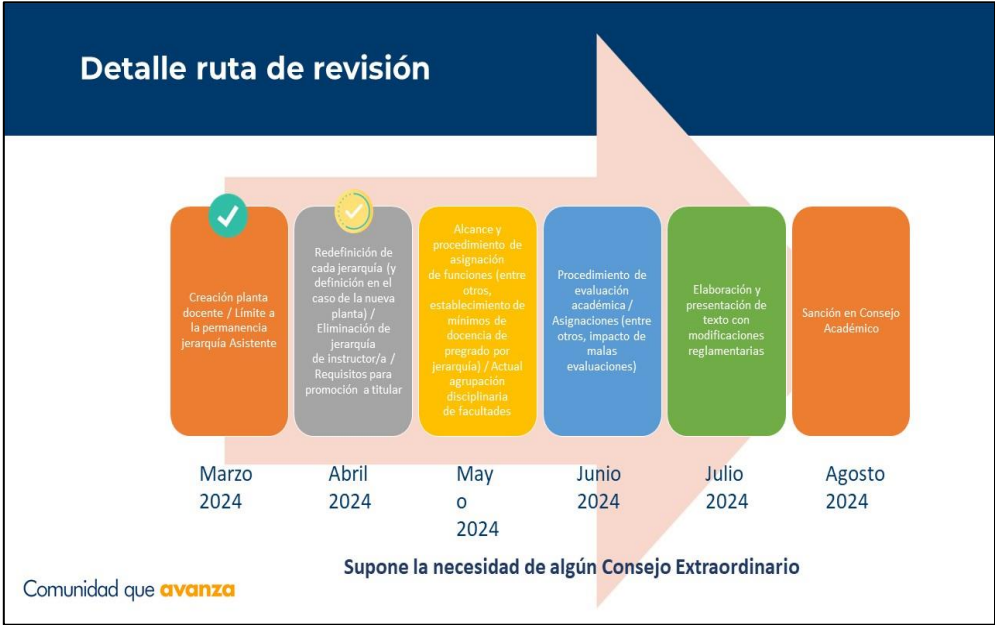 Detalle ruta de revisión
Creación planta
docente / Límite a
la permanencia
jerarquía Asistente
Redefinición de
cada jerarquía (y
definición en el
caso de la nueva
planta) /
Eliminación de
jerarquía
de instructor/a /
Requisitos para
promoción a titular
Alcance y
procedimiento de
asignación
de funciones (entre
otros,
establecimiento de
mínimos de
docencia de
pregrado por
jerarquía) / Actual
agrupación
disciplinaria
de facultades
Procedimiento de
evaluación
académica /
Asignaciones (entre
otros, impacto de
malas
evaluaciones)
Elaboración y
presentación de
texto con
modificaciones
reglamentarias
Sanción en Consejo
Académico
Marzo
2024
Abril
2024
May
o
2024
Junio
2024
Julio
2024
Agosto
2024
Supone la necesidad de algún Consejo Extraordinario
Comunidad que avanza